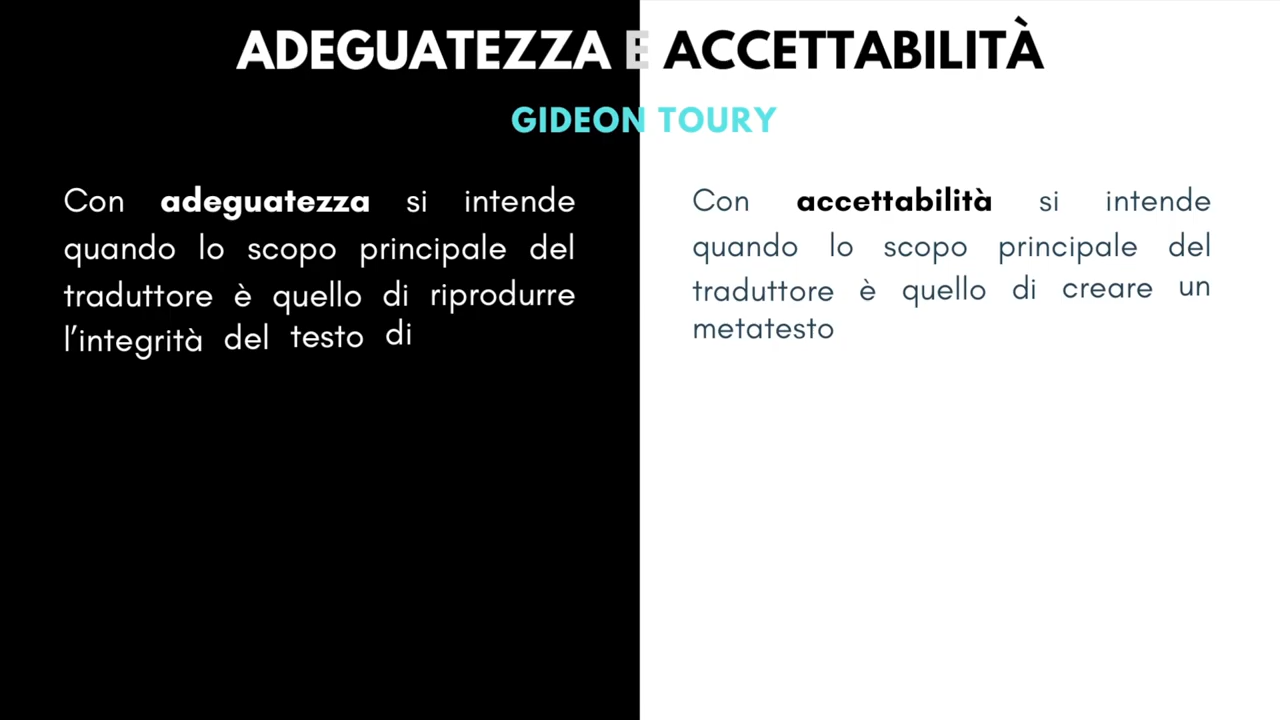 ADEGUATEZZA E ACCETTABILITÀ
GIDEON TOURY
Con adeguatezza si intende
quando lo scopo principale del
traduttore è quello di riprodurre
l’integrità del testo di
Con accettabilità si intende
quando lo scopo principale del
traduttore è quello di creare un
metatesto